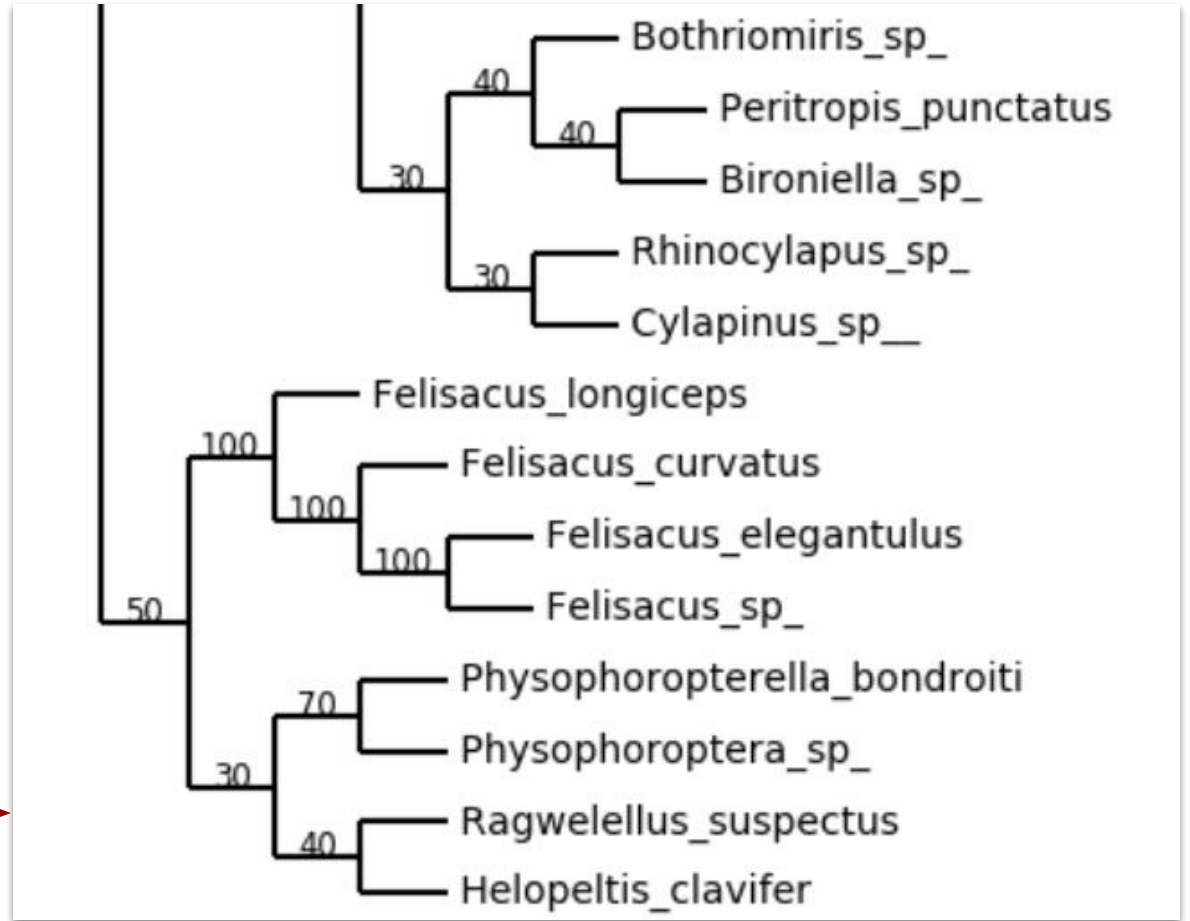 Bothriomiris_sp_
40
Peritropis_punctatus
40
Bironiella_sp_
30
Rhinocylapus_sp_
30
Cylapinus_sp__
Felisacus_longiceps
100
Felisacus_curvatus
100
Felisacus_elegantulus
100
Felisacus_sp_
50
Physophoropterella_bondroiti
70
Physophoroptera_sp_
30
Ragwelellus_suspectus
40
Helopeltis_clavifer